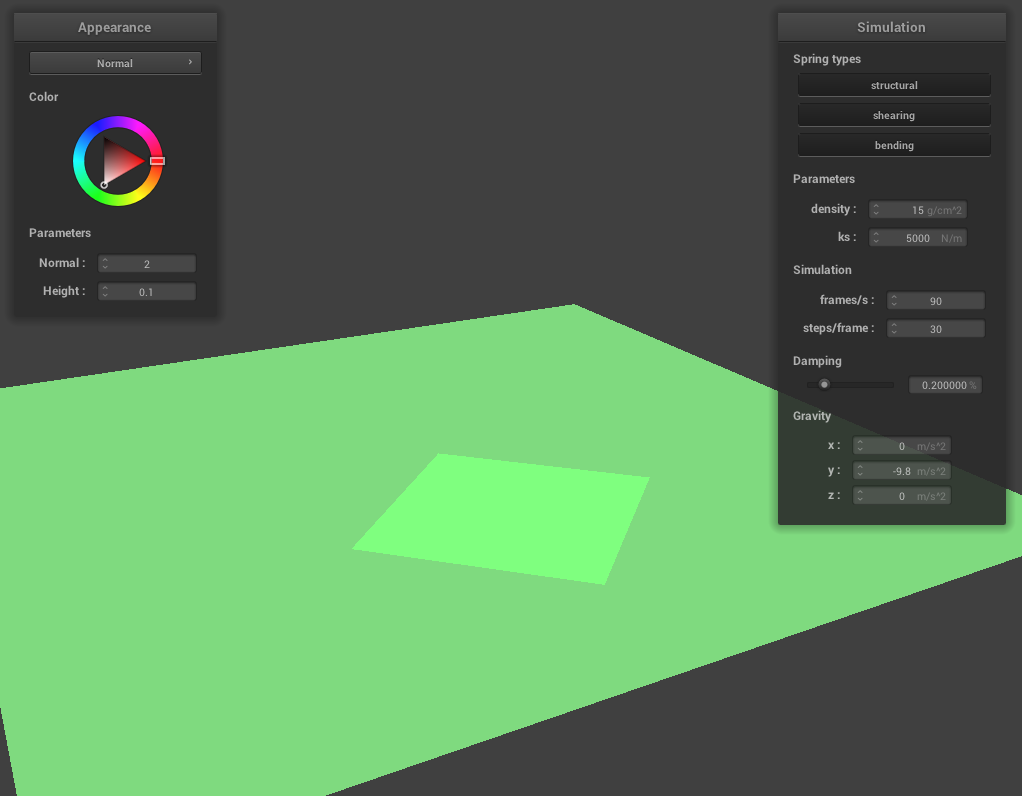 Appearance
Normal
Color
Parameters
Normal : 2
Height : 0.1
Simulation
Spring types
structural
shearing
bending
Parameters
density : 15 g/cm^2
ks : 5000 N/m
Simulation
frames/s : 90
steps/frame : 30
Damping
0.200000 %
Gravity
x : 0 m/s^2
y : -9.8 m/s^2
z : 0 m/s^2